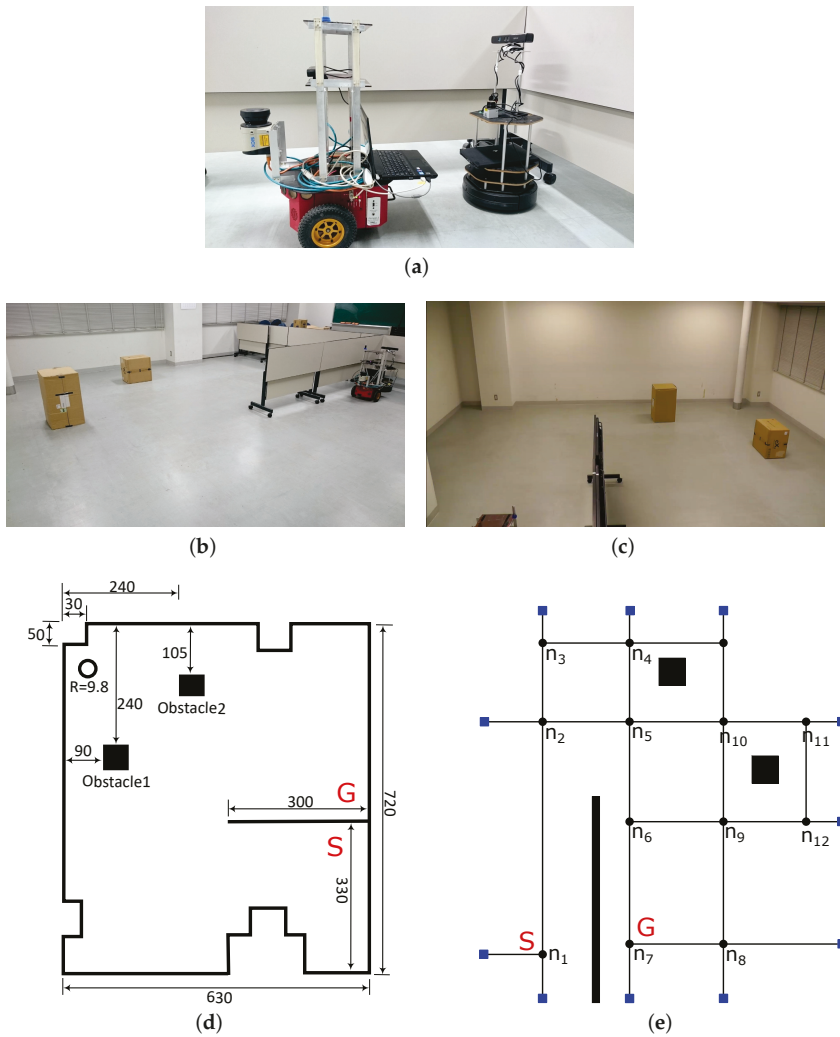 (a)
(b)
(c)
240
30
50
105
R=9.8
240
Obstacle2
90
Obstacle1
300
G
720
S
330
630
(d)
n3
n4
n2
n5
n10
n11
n6
n9
n12
S
n1
G
n7
n8
(e)